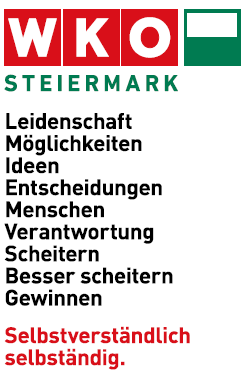 WKO
STEIERMARK
Leidenschaft
Möglichkeiten
Ideen
Entscheidungen
Menschen
Verantwortung
Scheitern
Besser scheitern
Gewinnen
Selbstverständlich
selbständig.